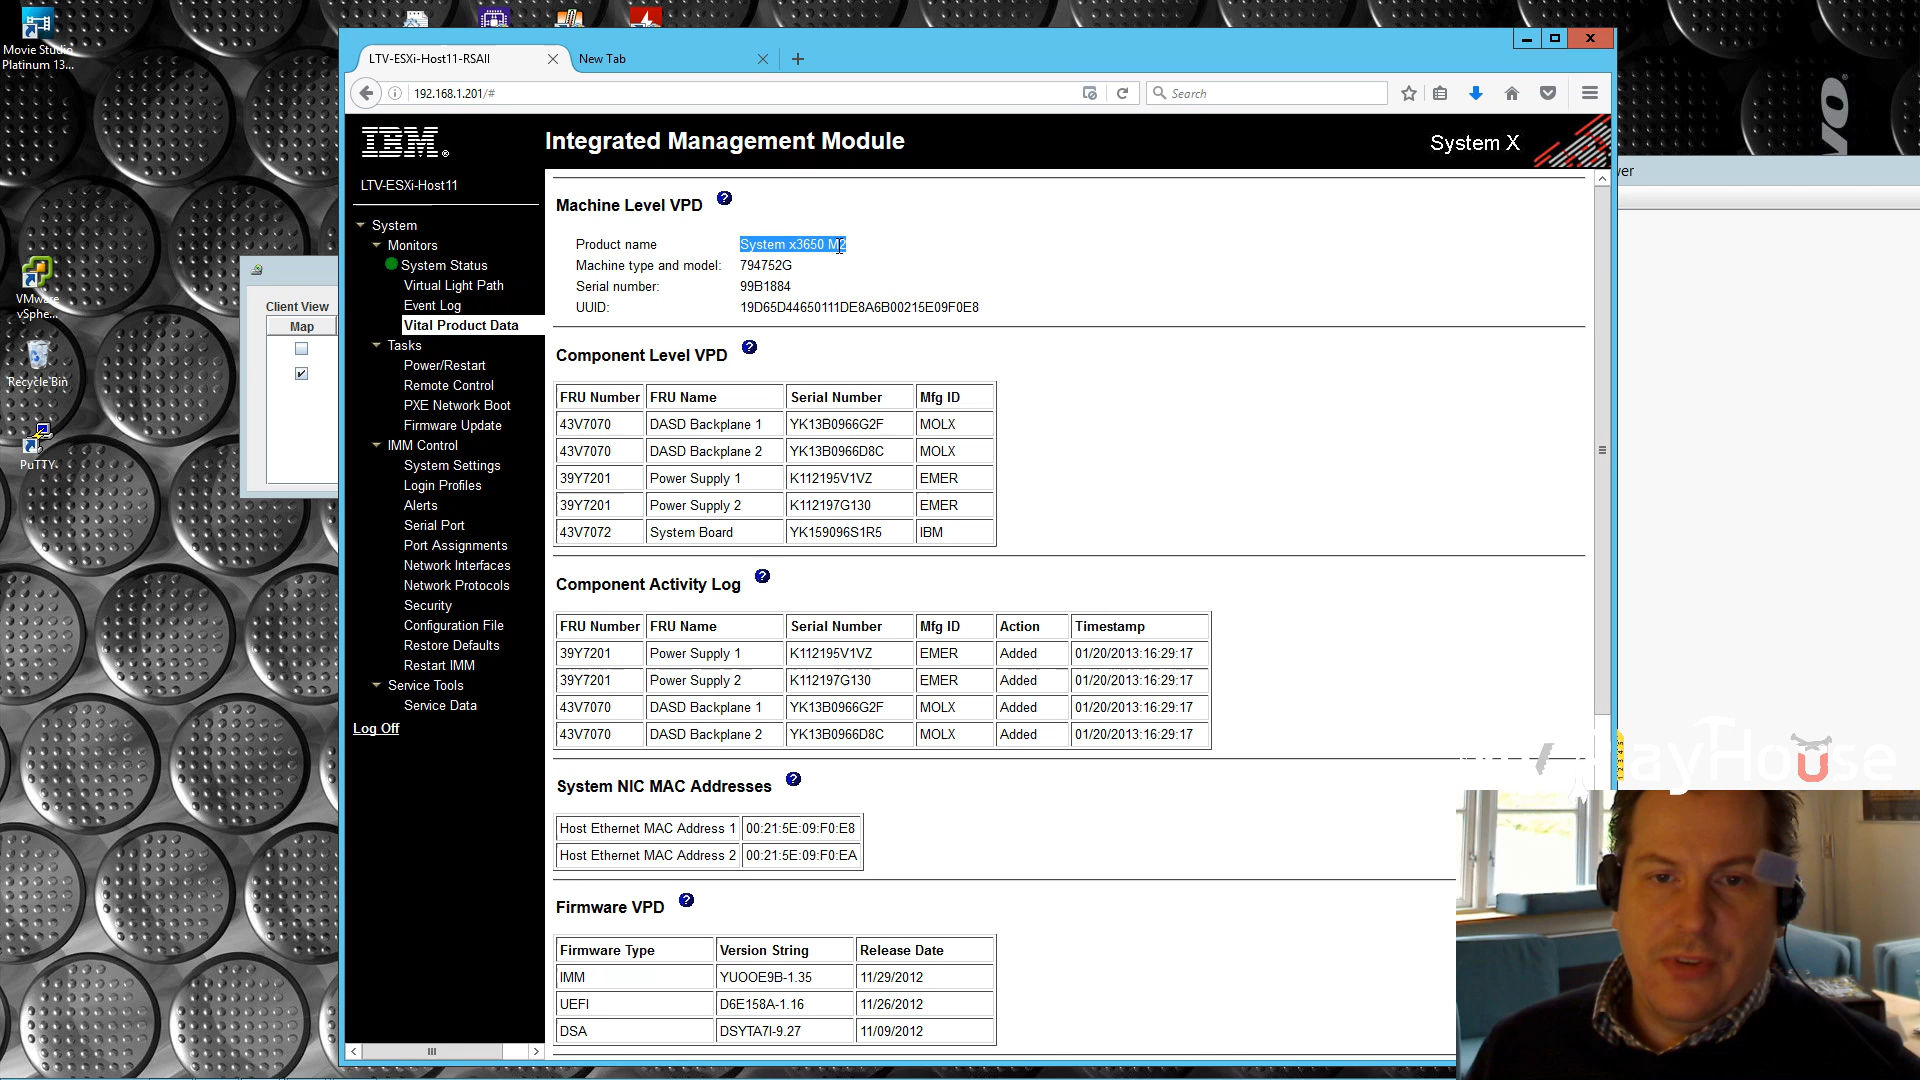 Movie Studio
Platinum 13...
VMware
vSphe...
Recycle Bin
PuTTY
Client View
Map
LTV-ESXi-Host11-RSAII
New Tab
192.168.1.201/#
Search
IBM
Integrated Management Module
System X
LTV-ESXi-Host11
System
Monitors
System Status
Virtual Light Path
Event Log
Vital Product Data
Tasks
Power/Restart
Remote Control
PXE Network Boot
Firmware Update
IMM Control
System Settings
Login Profiles
Alerts
Serial Port
Port Assignments
Network Interfaces
Network Protocols
Security
Configuration File
Restore Defaults
Restart IMM
Service Tools
Service Data
Log Off
Machine Level VPD
Product name System x3650 M2
Machine type and model: 794752G
Serial number: 99B1884
UUID: 19D65D44650111DE8A6B00215E09F0E8
Component Level VPD
FRU Number FRU Name Serial Number Mfg ID
43V7070 DASD Backplane 1 YK13B0966G2F MOLX
43V7070 DASD Backplane 2 YK13B0966D8C MOLX
39Y7201 Power Supply 1 K112195V1VZ EMER
39Y7201 Power Supply 2 K112197G130 EMER
43V7072 System Board YK159096S1R5 IBM
Component Activity Log
FRU Number FRU Name Serial Number Mfg ID Action Timestamp
39Y7201 Power Supply 1 K112195V1VZ EMER Added 01/20/2013:16:29:17
39Y7201 Power Supply 2 K112197G130 EMER Added 01/20/2013:16:29:17
43V7070 DASD Backplane 1 YK13B0966G2F MOLX Added 01/20/2013:16:29:17
43V7070 DASD Backplane 2 YK13B0966D8C MOLX Added 01/20/2013:16:29:17
System NIC MAC Addresses
Host Ethernet MAC Address 1 00:21:5E:09:F0:E8
Host Ethernet MAC Address 2 00:21:5E:09:F0:EA
Firmware VPD
Firmware Type Version String Release Date
IMM YUOOE9B-1.35 11/29/2012
UEFI D6E158A-1.16 11/26/2012
DSA DSYTA7I-9.27 11/09/2012